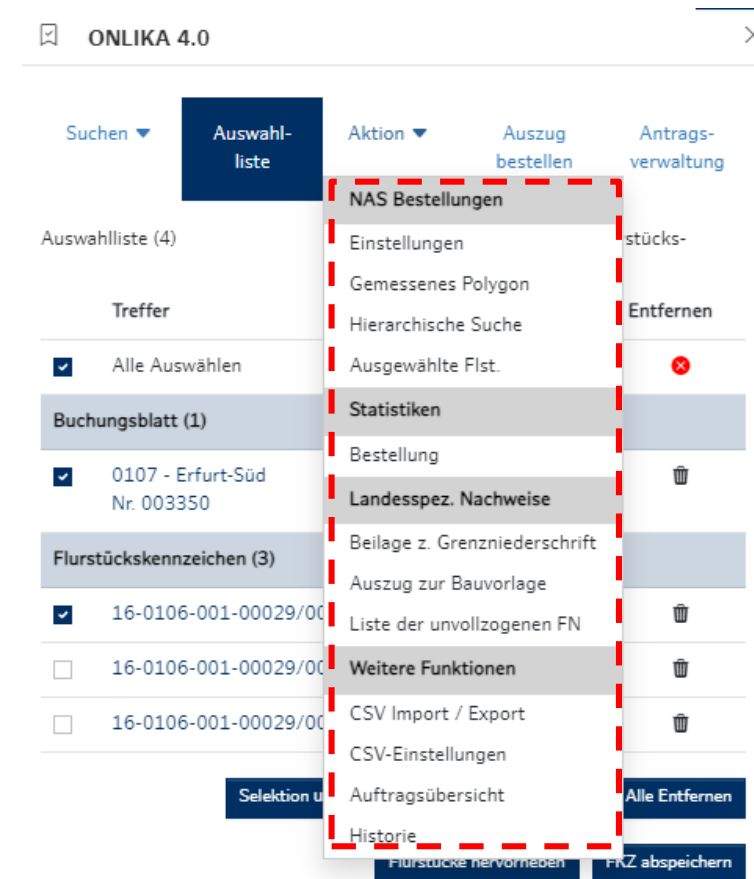 ONLIKA 4.0
Suchen
Auswahl-
liste
Aktion
Auszug
bestellen
Antrags-
verwaltung
Auswahlliste (4)
stücks-
Treffer
Entfernen
Alle Auswählen
Buchungsblatt (1)
0107 - Erfurt-Süd
Nr. 003350
Flurstückskennzeichen (3)
16-0106-001-00029/00
16-0106-001-00029/00
16-0106-001-00029/00
NAS Bestellungen
Einstellungen
Gemessenes Polygon
Hierarchische Suche
Ausgewählte Flst.
Statistiken
Bestellung
Landesspez. Nachweise
Beilage z. Grenzniederschrift
Auszug zur Bauvorlage
Liste der unvollzogenen FN
Weitere Funktionen
CSV Import / Export
CSV-Einstellungen
Auftragsübersicht
Historie
Selektion u
Alle Entfernen
Flurstücke hervorheben
FKZ abspeichern